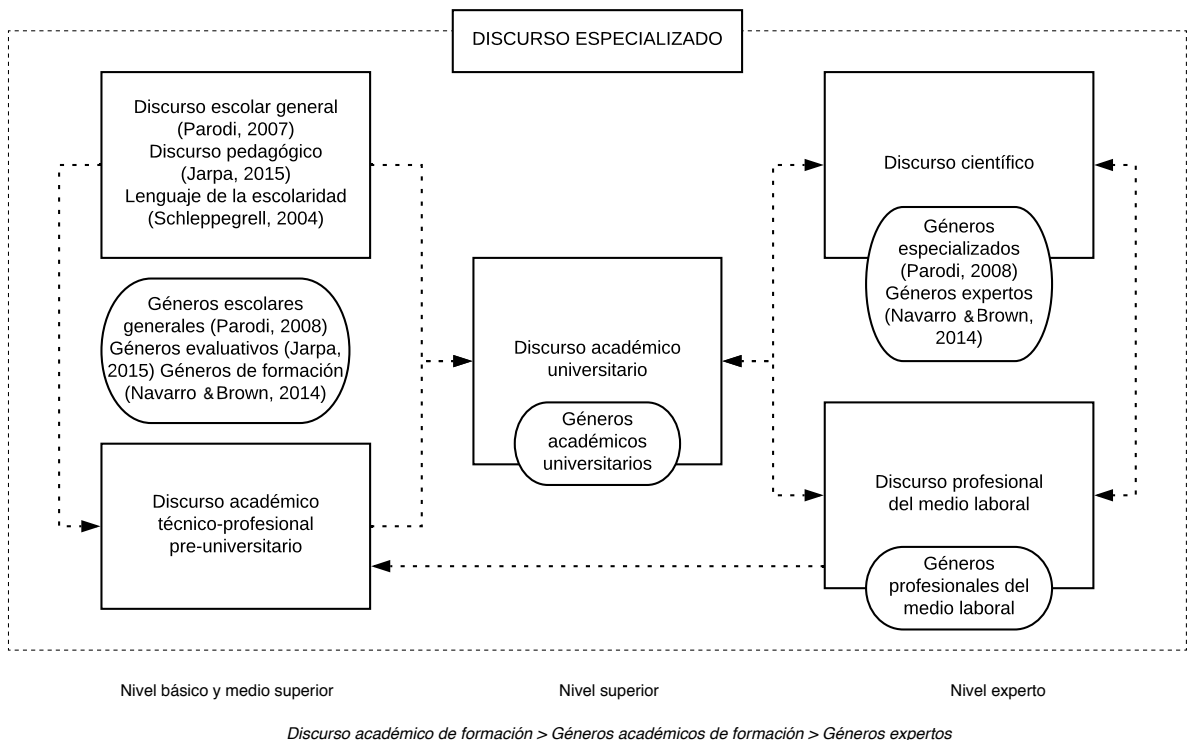 DISCURSO ESPECIALIZADO
Discurso escolar general
(Parodi, 2007)
Discurso pedagógico
(Jarpa, 2015)
Lenguaje de la escolaridad
(Schleppegrell, 2004)
Géneros escolares
generales (Parodi, 2008)
Géneros evaluativos (Jarpa,
2015) Géneros de formación
(Navarro & Brown, 2014)
Discurso académico
técnico-profesional
pre-universitario
Discurso académico
universitario
Géneros
académicos
universitarios
Discurso científico
Géneros
especializados
(Parodi, 2008)
Géneros expertos
(Navarro & Brown,
2014)
Discurso profesional
del medio laboral
Géneros
profesionales del
medio laboral
Nivel básico y medio superior
Nivel superior
Nivel experto
Discurso académico de formación > Géneros académicos de formación > Géneros expertos